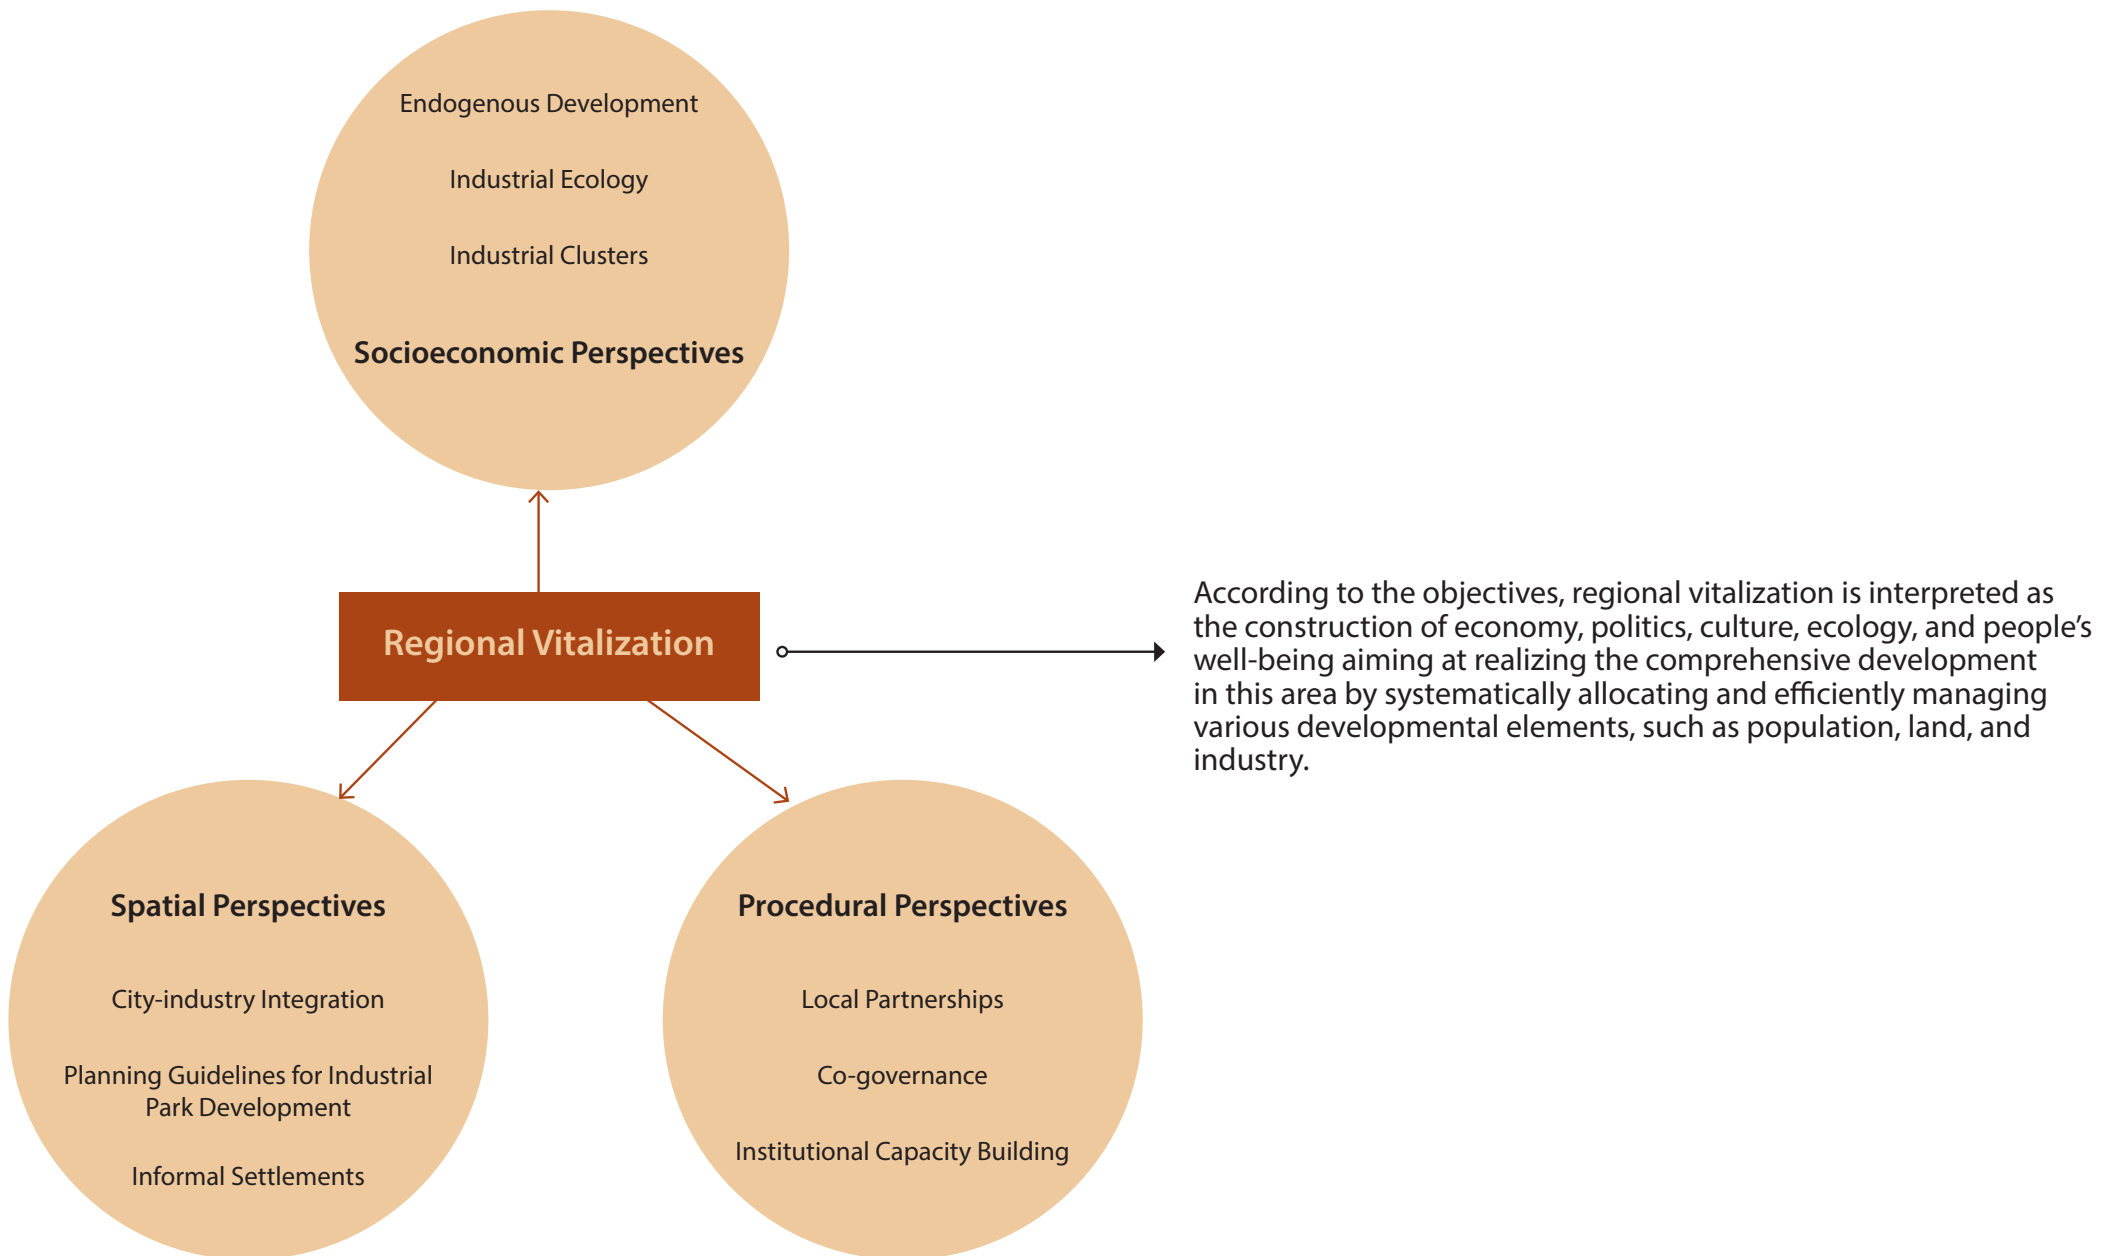 Endogenous Development
Industrial Ecology
Industrial Clusters
Socioeconomic Perspectives
Regional Vitalization
According to the objectives, regional vitalization is interpreted as
the construction of economy, politics, culture, ecology, and people’s
well-being aiming at realizing the comprehensive development
in this area by systematically allocating and efficiently managing
various developmental elements, such as population, land, and
industry.
Spatial Perspectives
City-industry Integration
Planning Guidelines for Industrial
Park Development
Informal Settlements
Procedural Perspectives
Local Partnerships
Co-governance
Institutional Capacity Building